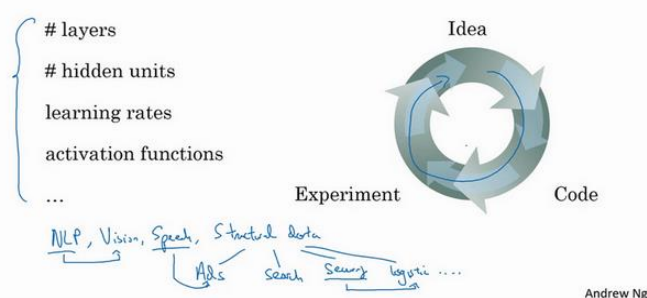 # layers
# hidden units
learning rates
activation functions
...
Idea
Experiment
Code
NLP, Vision, Speech, Structural data
Ads search Security logistic ....
Andrew Ng